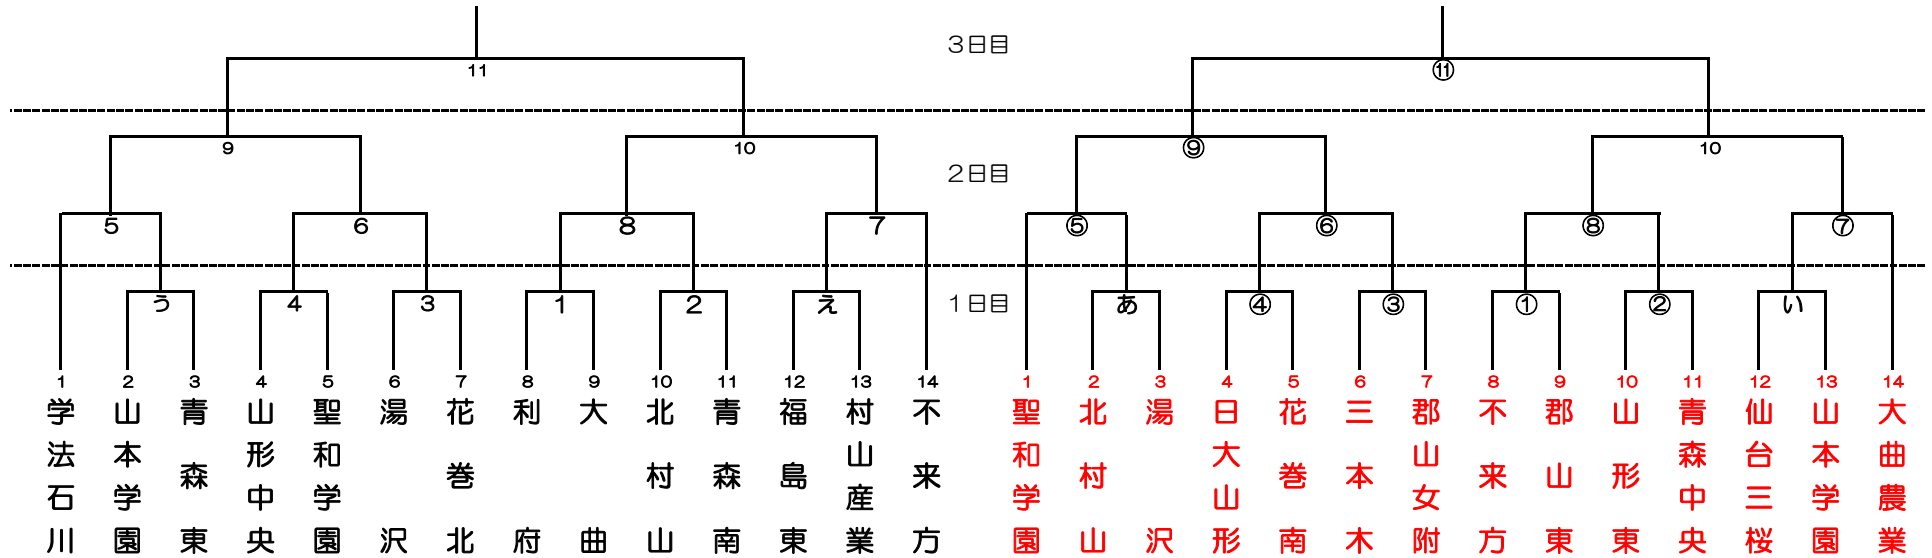 3日目
11 ⑪
9 10 ⑨ 10
2日目
5 6 8 7 ⑤ ⑥ ⑧ ⑦
う 4 3 1 2 え 1日目 あ ④ ③ ① ② い
1 2 3 4 5 6 7 8 9 10 11 12 13 14
学法石川
山本学園
青森東
山形中央
聖和学園
湯沢
花巻北
利府
大曲
北村山
青森南
福島東
村山産業
不来方
1 2 3 4 5 6 7 8 9 10 11 12 13 14
聖和学園
北村山
湯沢
日大山形
花巻南
三本木
郡山女附
不来方
郡山東
山形東
青森中央
仙台三桜
山本学園
大曲農業